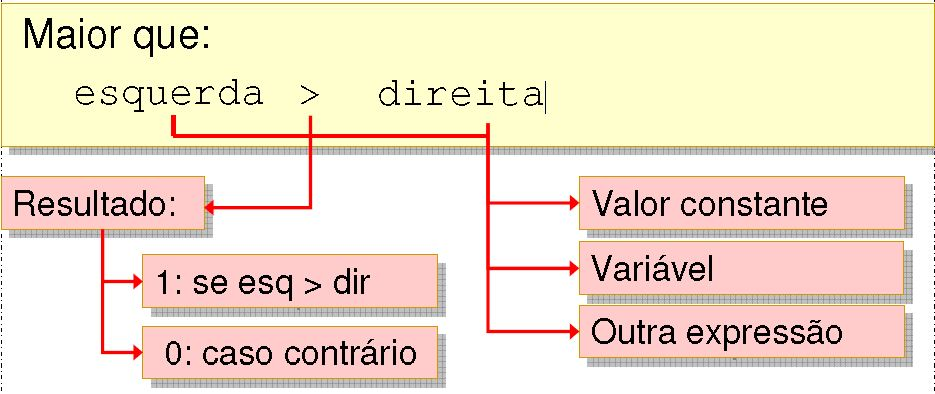 Maior que:
esquerda > direita
Resultado:
1: se esq > dir
0: caso contrário
Valor constante
Variável
Outra expressão